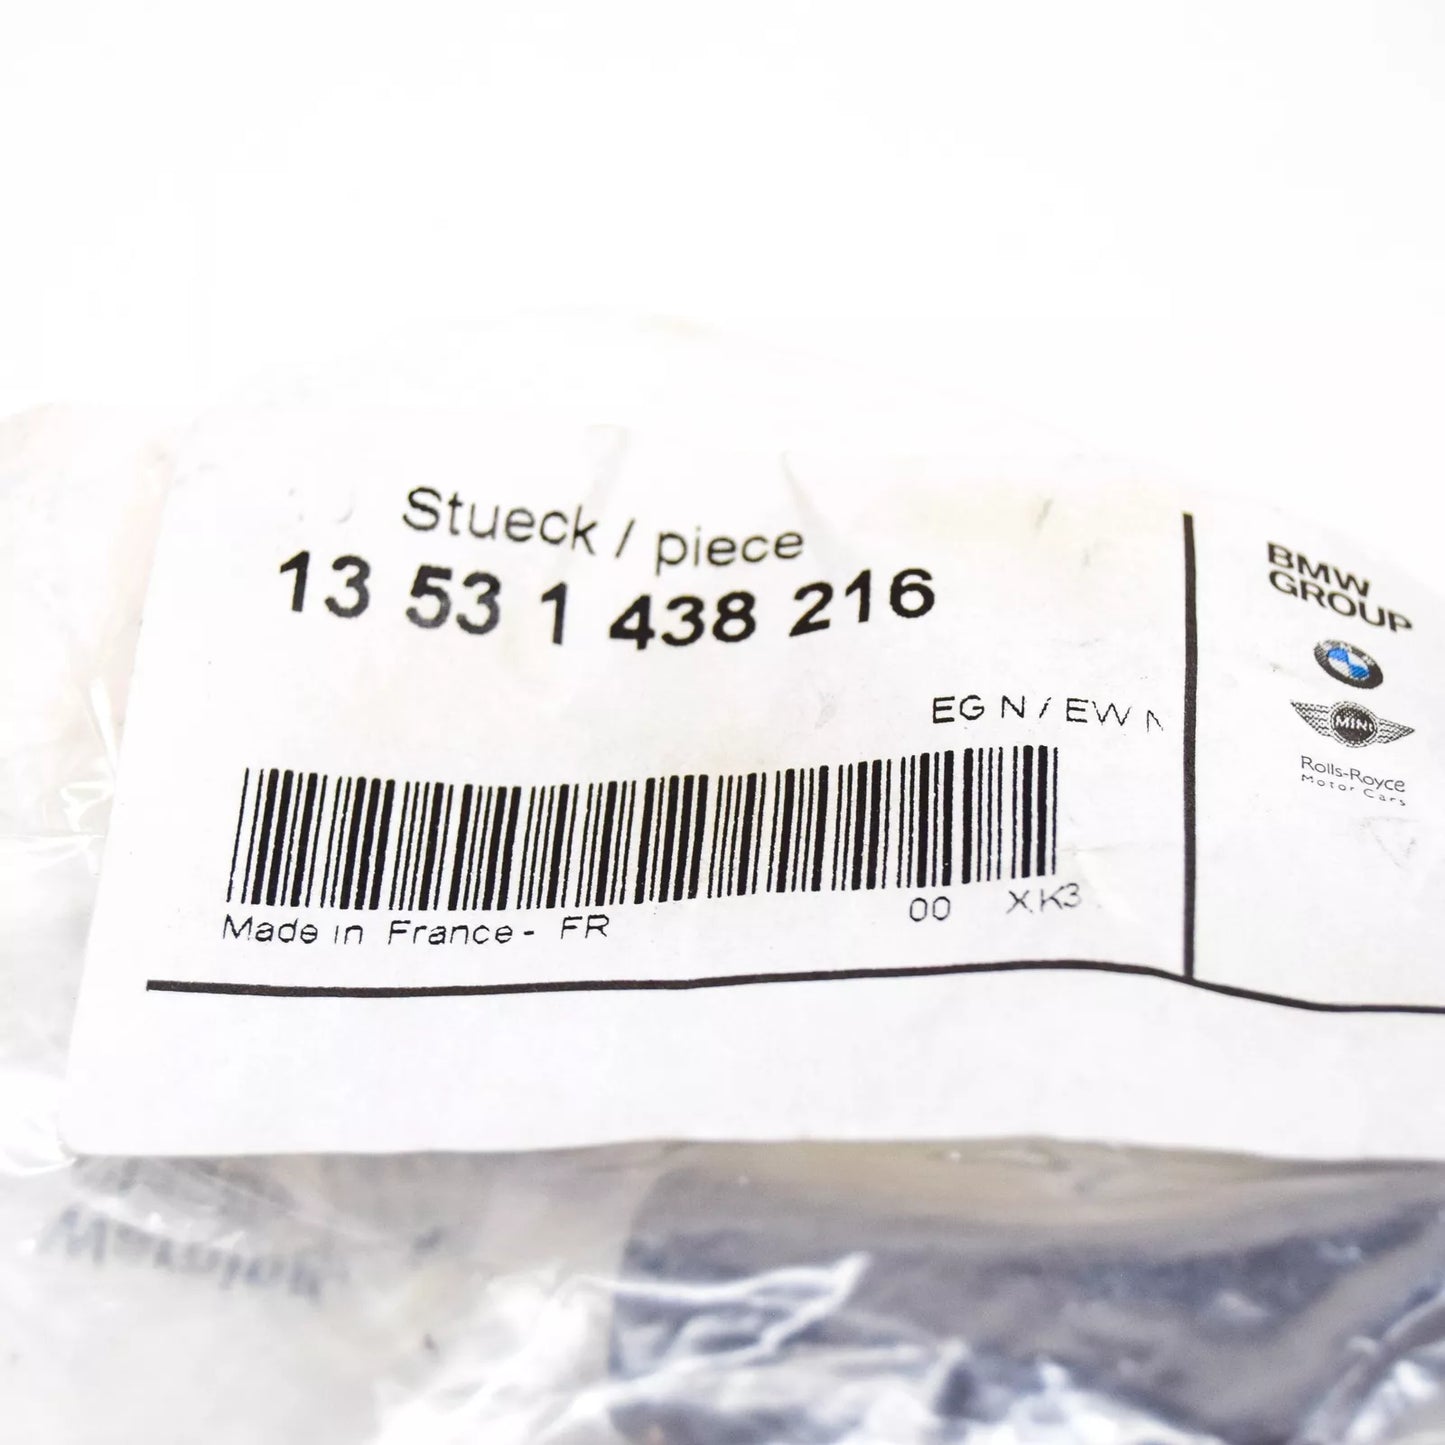 Stueck / piece
13 53 1 438 216
EG N / EW N
Made in France - FR
00 XK3
BMW
GROUP
MINI
Rolls-Royce
Motor Cars